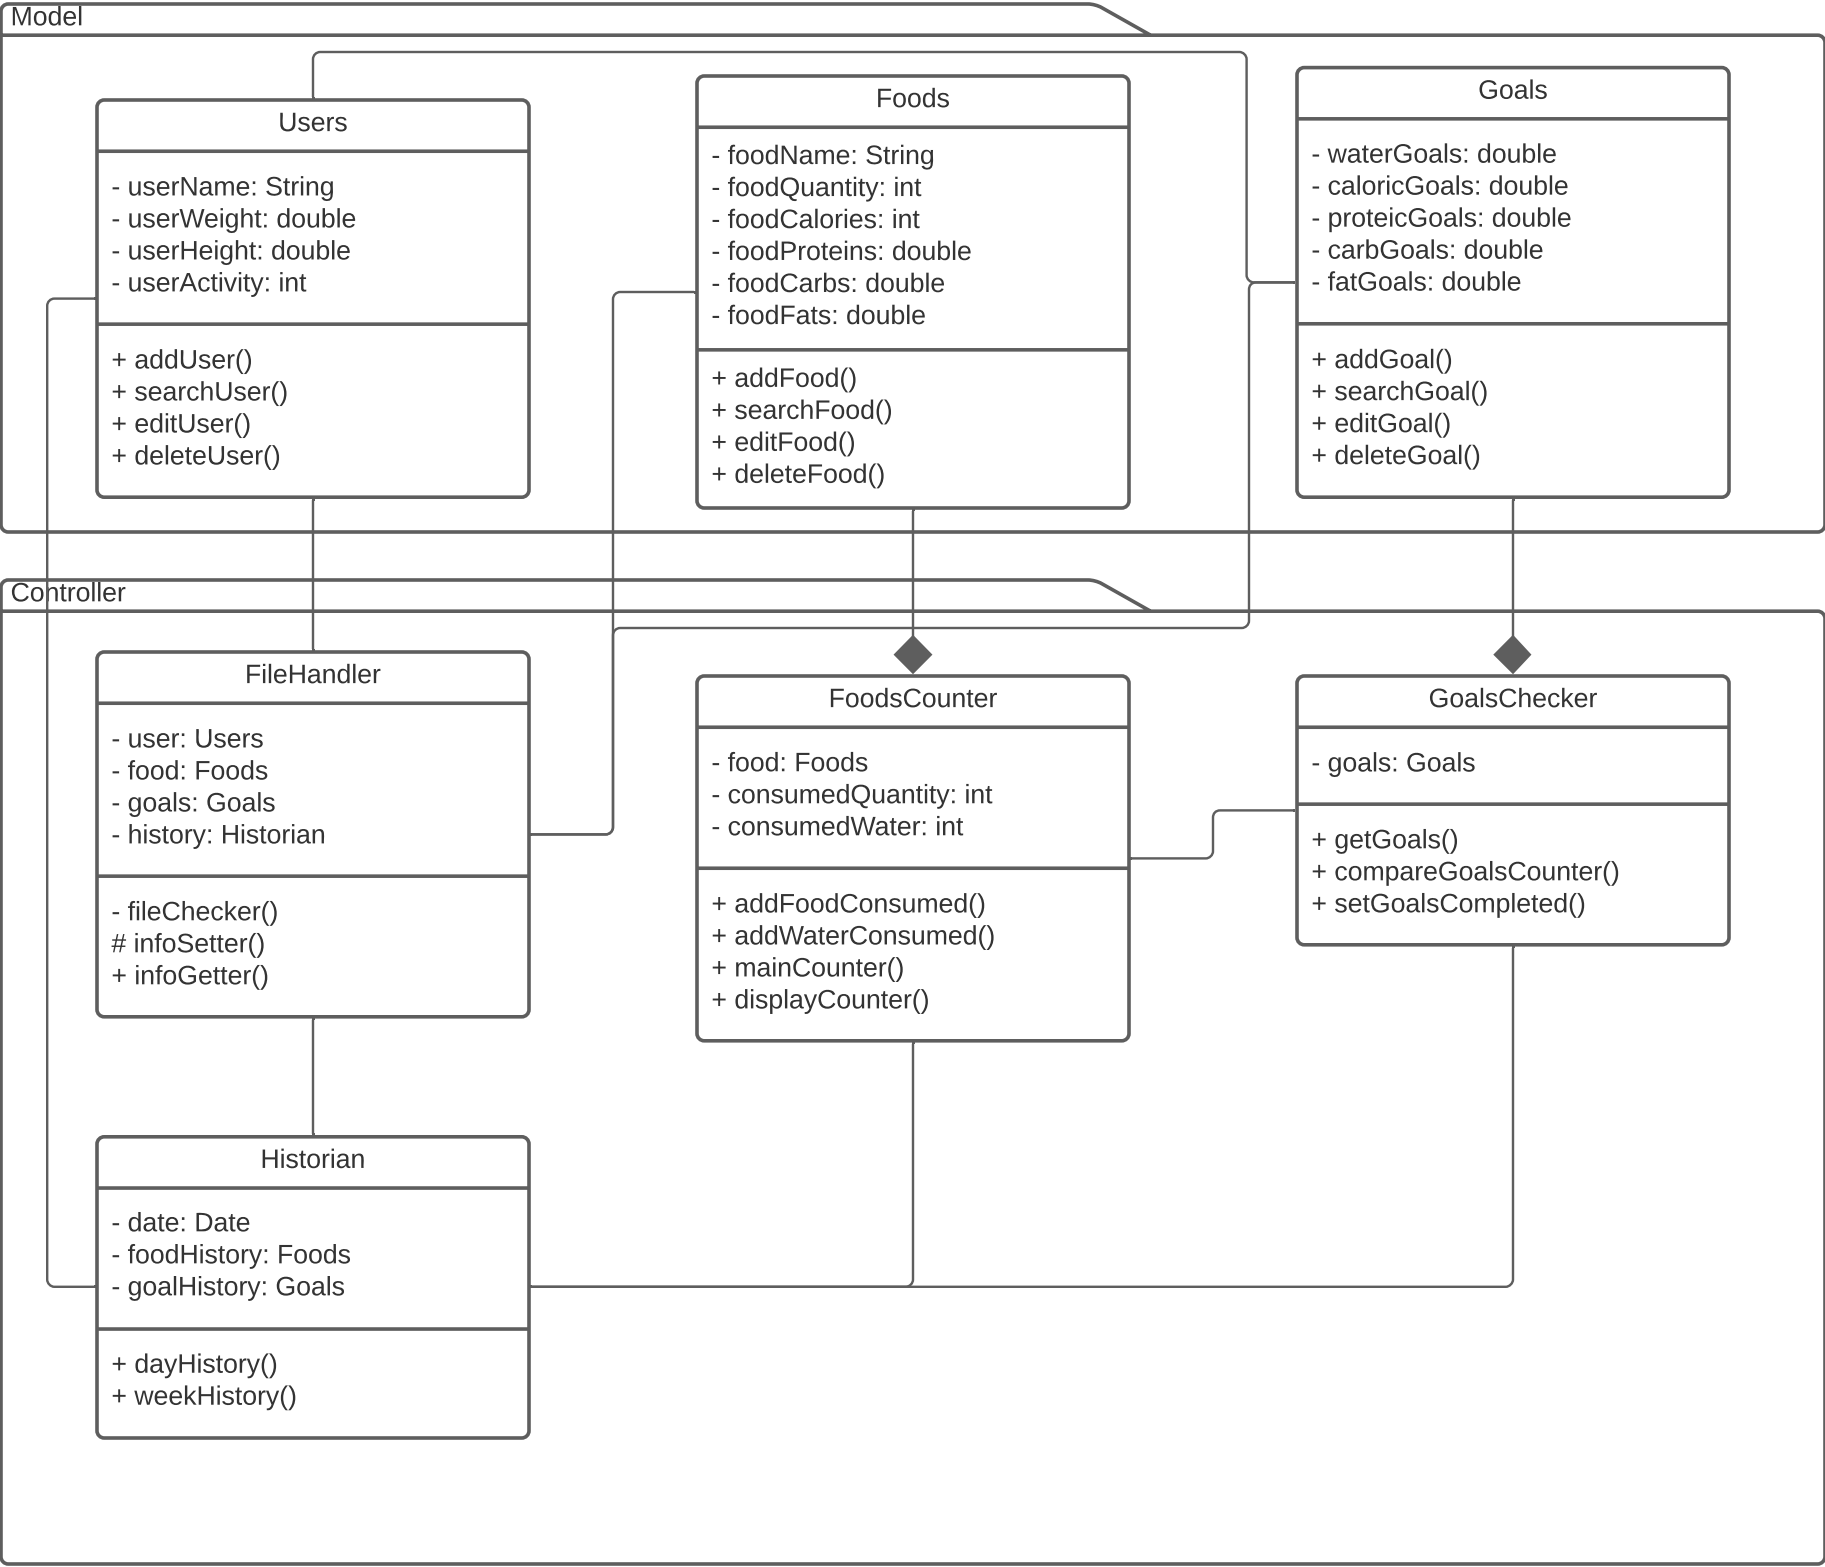 Model
Users
- userName: String
- userWeight: double
- userHeight: double
- userActivity: int
+ addUser()
+ searchUser()
+ editUser()
+ deleteUser()
Foods
- foodName: String
- foodQuantity: int
- foodCalories: int
- foodProteins: double
- foodCarbs: double
- foodFats: double
+ addFood()
+ searchFood()
+ editFood()
+ deleteFood()
Goals
- waterGoals: double
- caloricGoals: double
- proteicGoals: double
- carbGoals: double
- fatGoals: double
+ addGoal()
+ searchGoal()
+ editGoal()
+ deleteGoal()
Controller
FileHandler
- user: Users
- food: Foods
- goals: Goals
- history: Historian
- fileChecker()
# infoSetter()
+ infoGetter()
FoodsCounter
- food: Foods
- consumedQuantity: int
- consumedWater: int
+ addFoodConsumed()
+ addWaterConsumed()
+ mainCounter()
+ displayCounter()
GoalsChecker
- goals: Goals
+ getGoals()
+ compareGoalsCounter()
+ setGoalsCompleted()
Historian
- date: Date
- foodHistory: Foods
- goalHistory: Goals
+ dayHistory()
+ weekHistory()